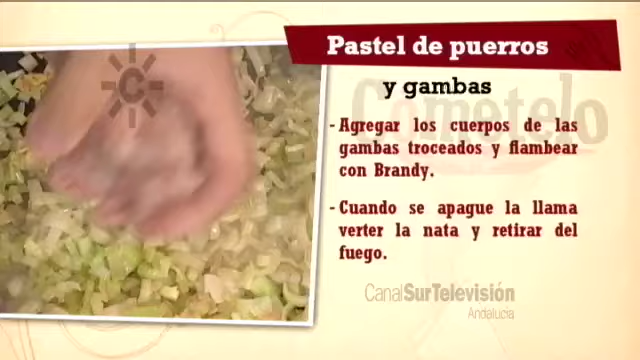 Pastel de puerros
y gambas
Cometelo
- Agregar los cuerpos de las
gambas troceados y flambear
con Brandy.
- Cuando se apague la llama
verter la nata y retirar del
fuego.
CanalSurTelevisión
Andalucía